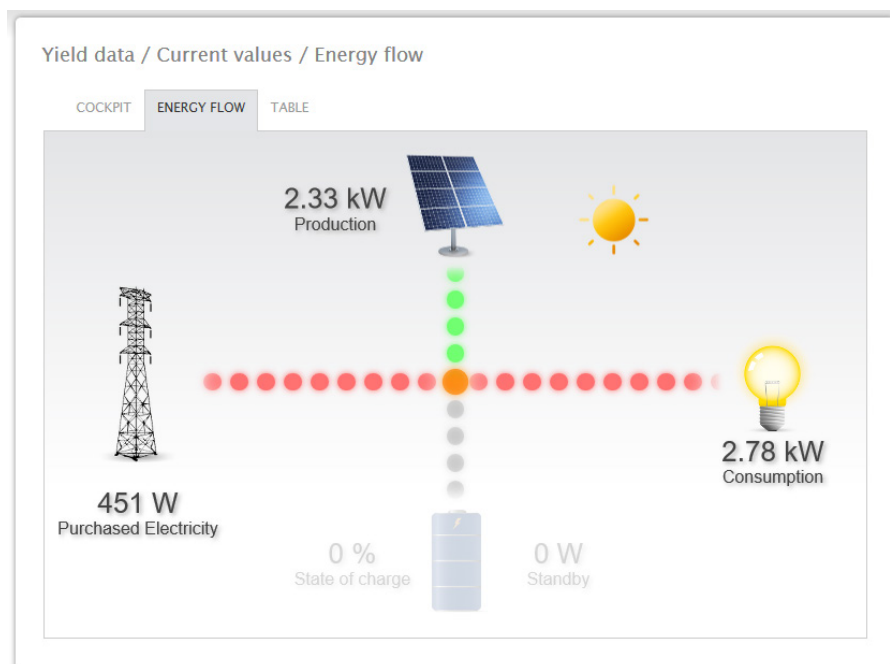 Yield data / Current values / Energy flow
COCKPIT ENERGY FLOW TABLE
2.33 kW
Production
451 W
Purchased Electricity
2.78 kW
Consumption
0 %
State of charge
0 W
Standby